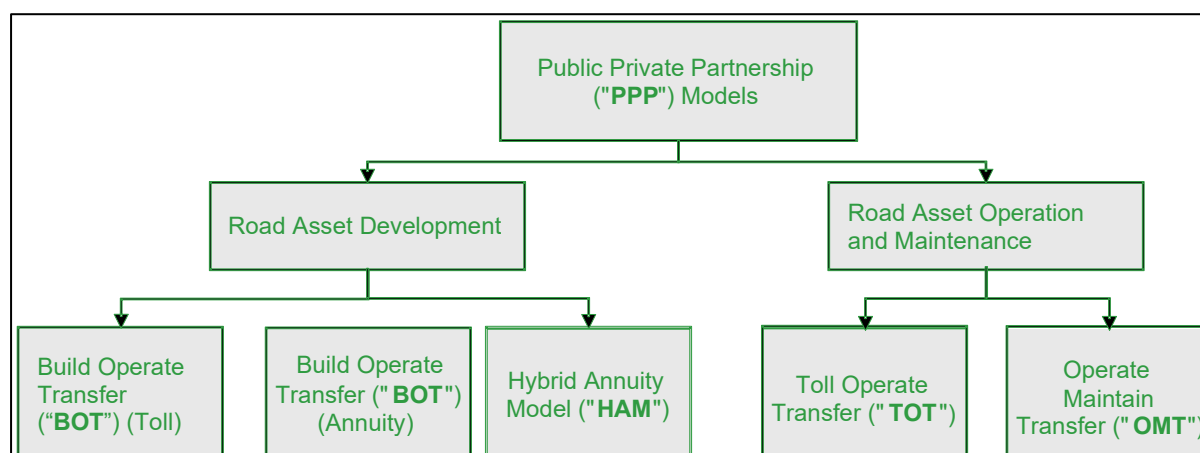 Public Private Partnership
("PPP") Models
Road Asset Development
Road Asset Operation
and Maintenance
Build Operate
Transfer
(“BOT”) (Toll)
Build Operate
Transfer ("BOT")
(Annuity)
Hybrid Annuity
Model ("HAM")
Toll Operate
Transfer ("TOT")
Operate
Maintain
Transfer ("OMT")